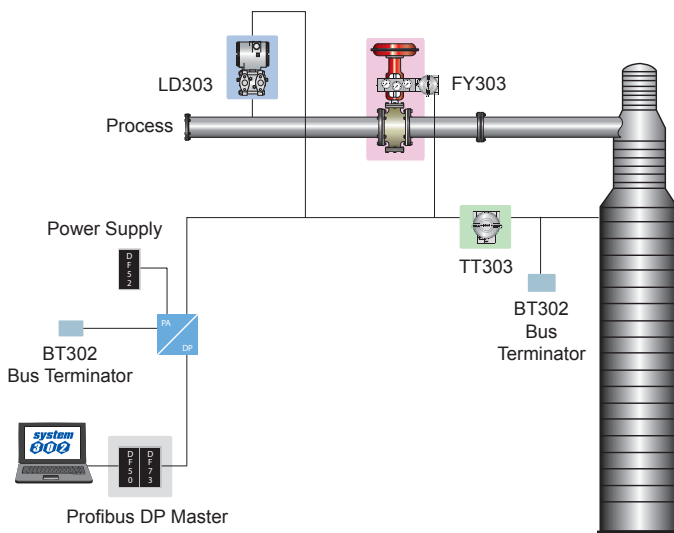 LD303
FY303
Process
Power Supply
DF52
TT303
PA
DP
BT302
Bus Terminator
BT302
Bus
Terminator
system
302
DF50
DF73
Profibus DP Master